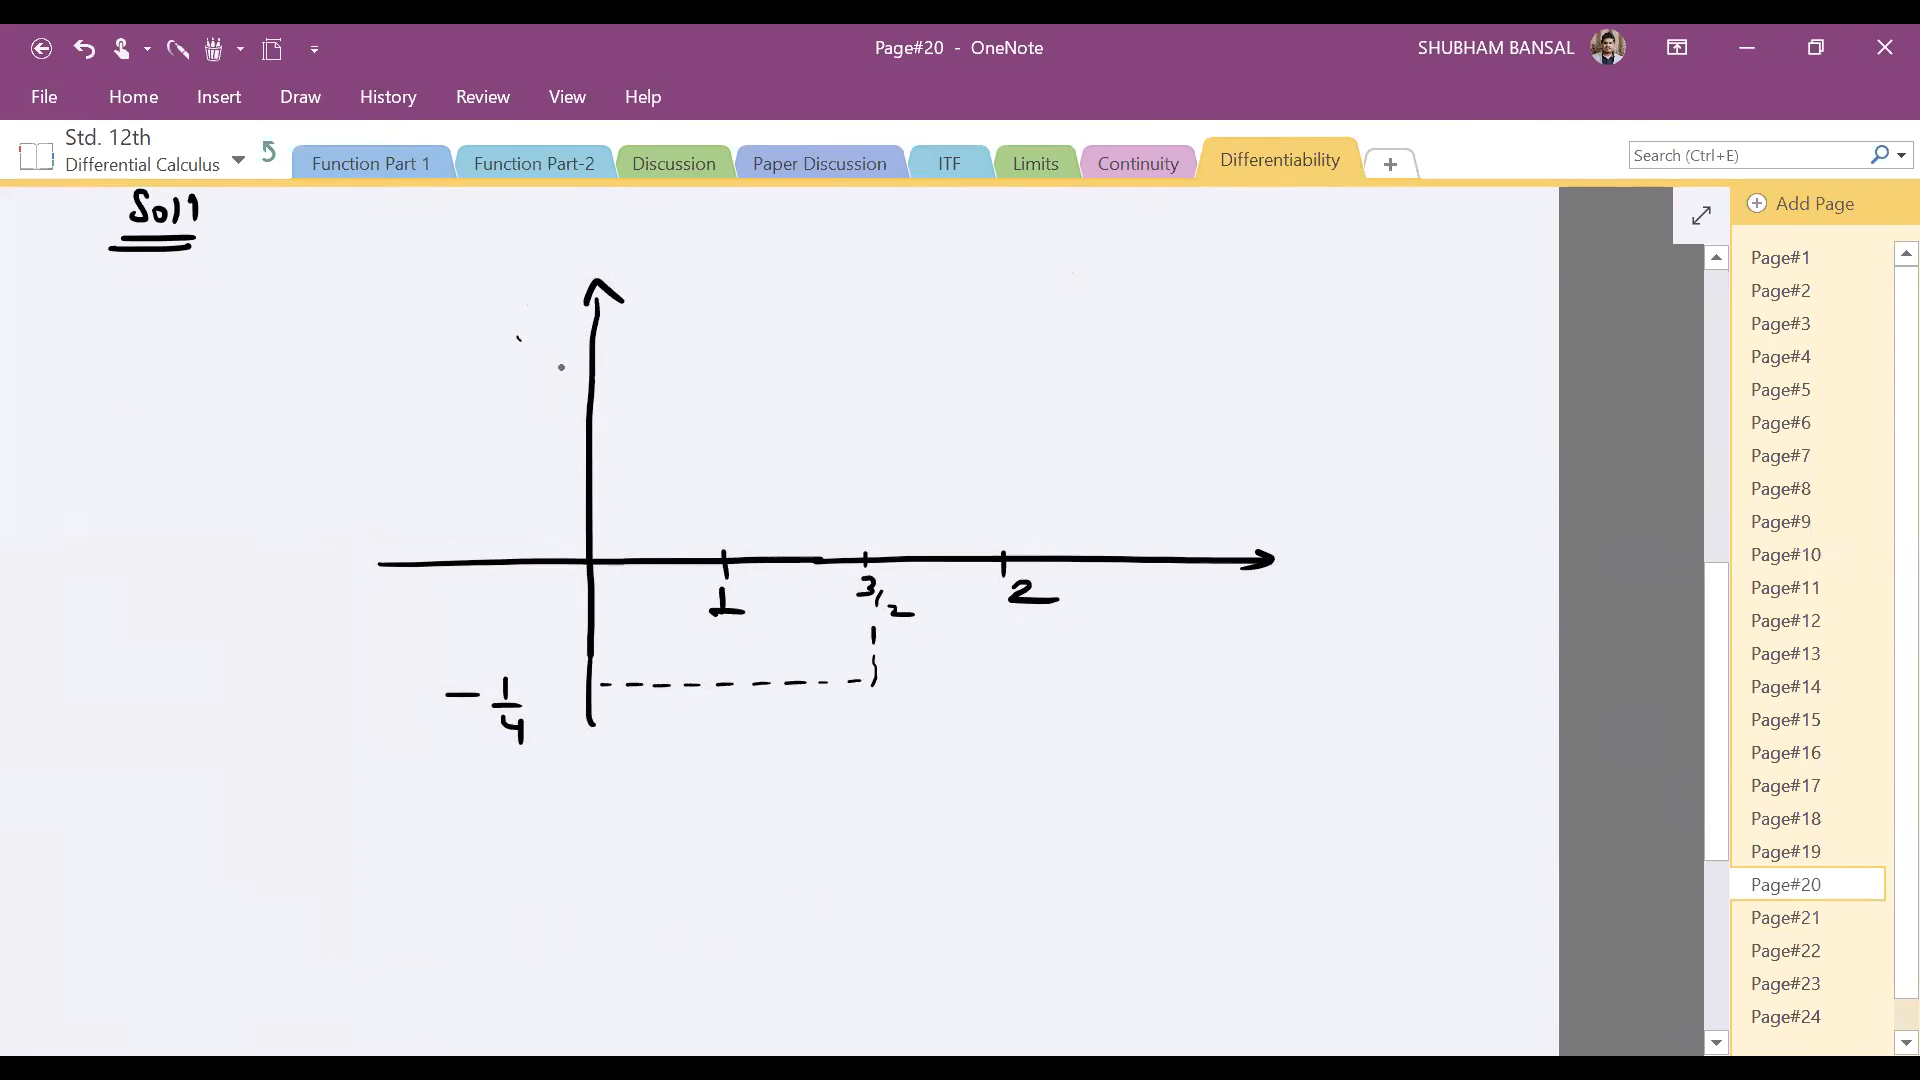 Page#20 - OneNote
SHUBHAM BANSAL
File Home Insert Draw History Review View Help
Std. 12th
Differential Calculus
Function Part 1
Function Part-2
Discussion
Paper Discussion
ITF
Limits
Continuity
Differentiability
Search (Ctrl+E)
Add Page
Page#1
Page#2
Page#3
Page#4
Page#5
Page#6
Page#7
Page#8
Page#9
Page#10
Page#11
Page#12
Page#13
Page#14
Page#15
Page#16
Page#17
Page#18
Page#19
Page#20
Page#21
Page#22
Page#23
Page#24
Soln
1
3/2
2
-1/4